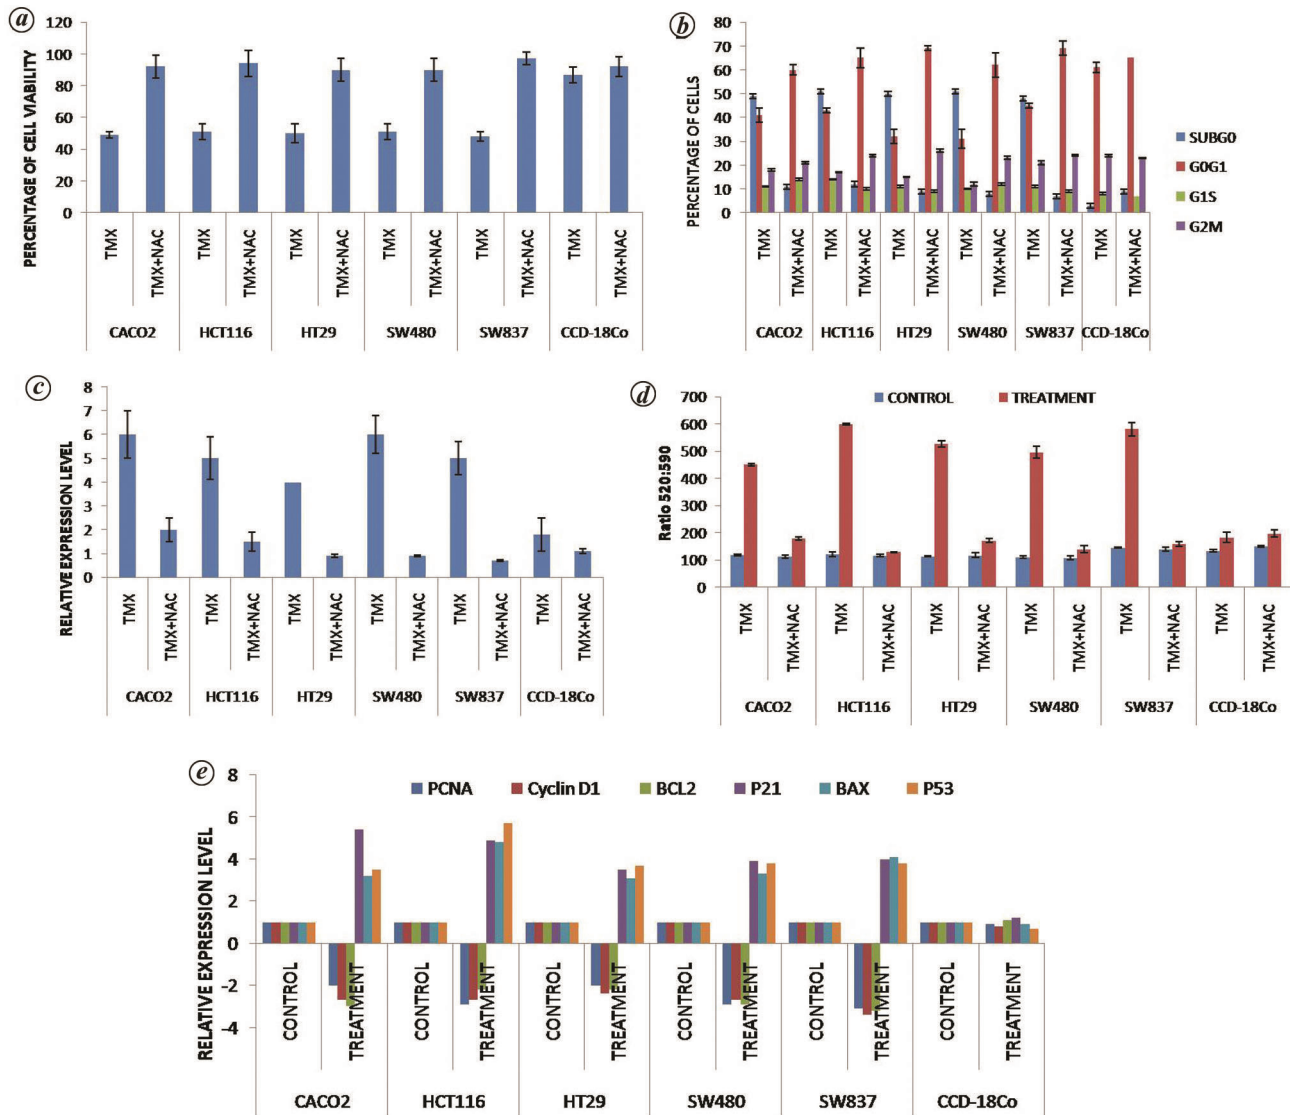 a
PERCENTAGE OF CELL VIABILITY
120
100
80
60
40
20
0
TMX TMX+NAC TMX TMX+NAC TMX TMX+NAC TMX TMX+NAC TMX TMX+NAC TMX TMX+NAC
CACO2 HCT116 HT29 SW480 SW837 CCD-18Co
b
PERCENTAGE OF CELLS
80
70
60
50
40
30
20
10
0
SUBG0
G0G1
G1S
G2M
TMX TMX+NAC TMX TMX+NAC TMX TMX+NAC TMX TMX+NAC TMX TMX+NAC TMX TMX+NAC
CACO2 HCT116 HT29 SW480 SW837 CCD-18Co
c
RELATIVE EXPRESSION LEVEL
8
7
6
5
4
3
2
1
0
TMX TMX+NAC TMX TMX+NAC TMX TMX+NAC TMX TMX+NAC TMX TMX+NAC TMX TMX+NAC
CACO2 HCT116 HT29 SW480 SW837 CCD-18Co
d
CONTROL TREATMENT
Ratio 520:590
700
600
500
400
300
200
100
0
TMX TMX+NAC TMX TMX+NAC TMX TMX+NAC TMX TMX+NAC TMX TMX+NAC TMX TMX+NAC
CACO2 HCT116 HT29 SW480 SW837 CCD-18Co
e
PCNA Cyclin D1 BCL2 P21 BAX P53
RELATIVE EXPRESSION LEVEL
8
6
4
2
0
-2
-4
CONTROL TREATMENT CONTROL TREATMENT CONTROL TREATMENT CONTROL TREATMENT CONTROL TREATMENT CONTROL TREATMENT
CACO2 HCT116 HT29 SW480 SW837 CCD-18Co